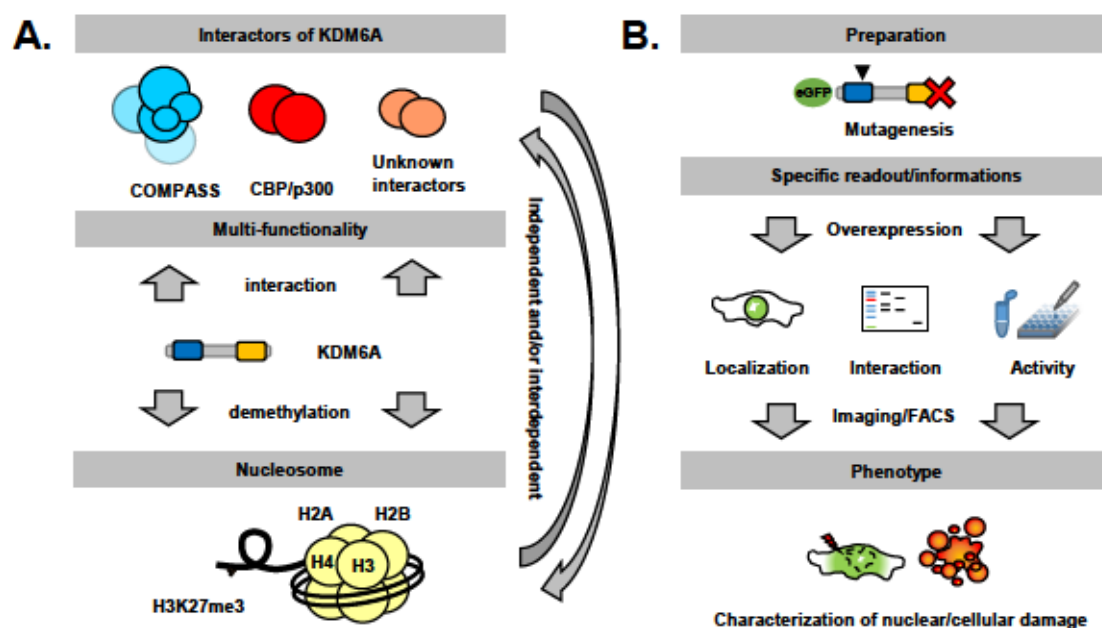 A.
Interactors of KDM6A
COMPASS
CBP/p300
Unknown
interactors
Multi-functionality
interaction
KDM6A
demethylation
Nucleosome
H2A
H2B
H4
H3
H3K27me3
Independent and/or interdependent
B.
Preparation
eGFP
Mutagenesis
Specific readout/informations
Overexpression
Localization
Interaction
Activity
Imaging/FACS
Phenotype
Characterization of nuclear/cellular damage